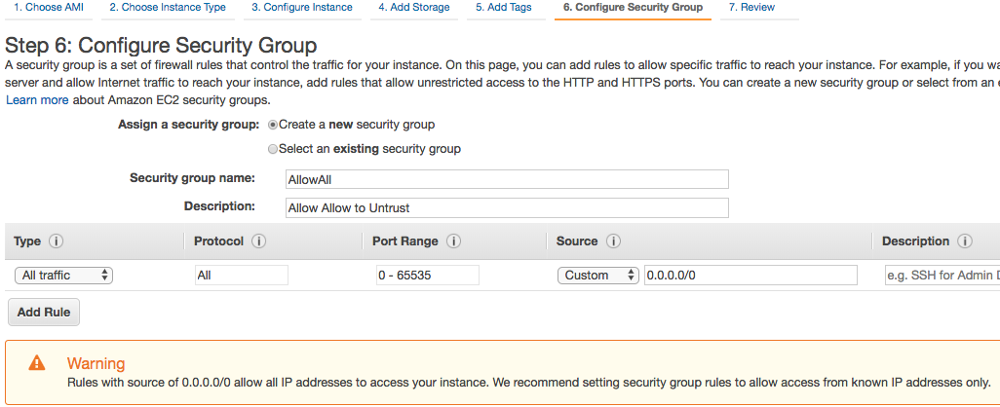 1. Choose AMI 2. Choose Instance Type 3. Configure Instance 4. Add Storage 5. Add Tags 6. Configure Security Group 7. Review
Step 6: Configure Security Group
A security group is a set of firewall rules that control the traffic for your instance. On this page, you can add rules to allow specific traffic to reach your instance. For example, if you wa
server and allow Internet traffic to reach your instance, add rules that allow unrestricted access to the HTTP and HTTPS ports. You can create a new security group or select from an e
Learn more about Amazon EC2 security groups.
Assign a security group: Create a new security group
Select an existing security group
Security group name: AllowAll
Description: Allow Allow to Untrust
Type i Protocol i Port Range i Source i Description i
All traffic All 0 - 65535 Custom 0.0.0.0/0 e.g. SSH for Admin D
Add Rule
Warning
Rules with source of 0.0.0.0/0 allow all IP addresses to access your instance. We recommend setting security group rules to allow access from known IP addresses only.